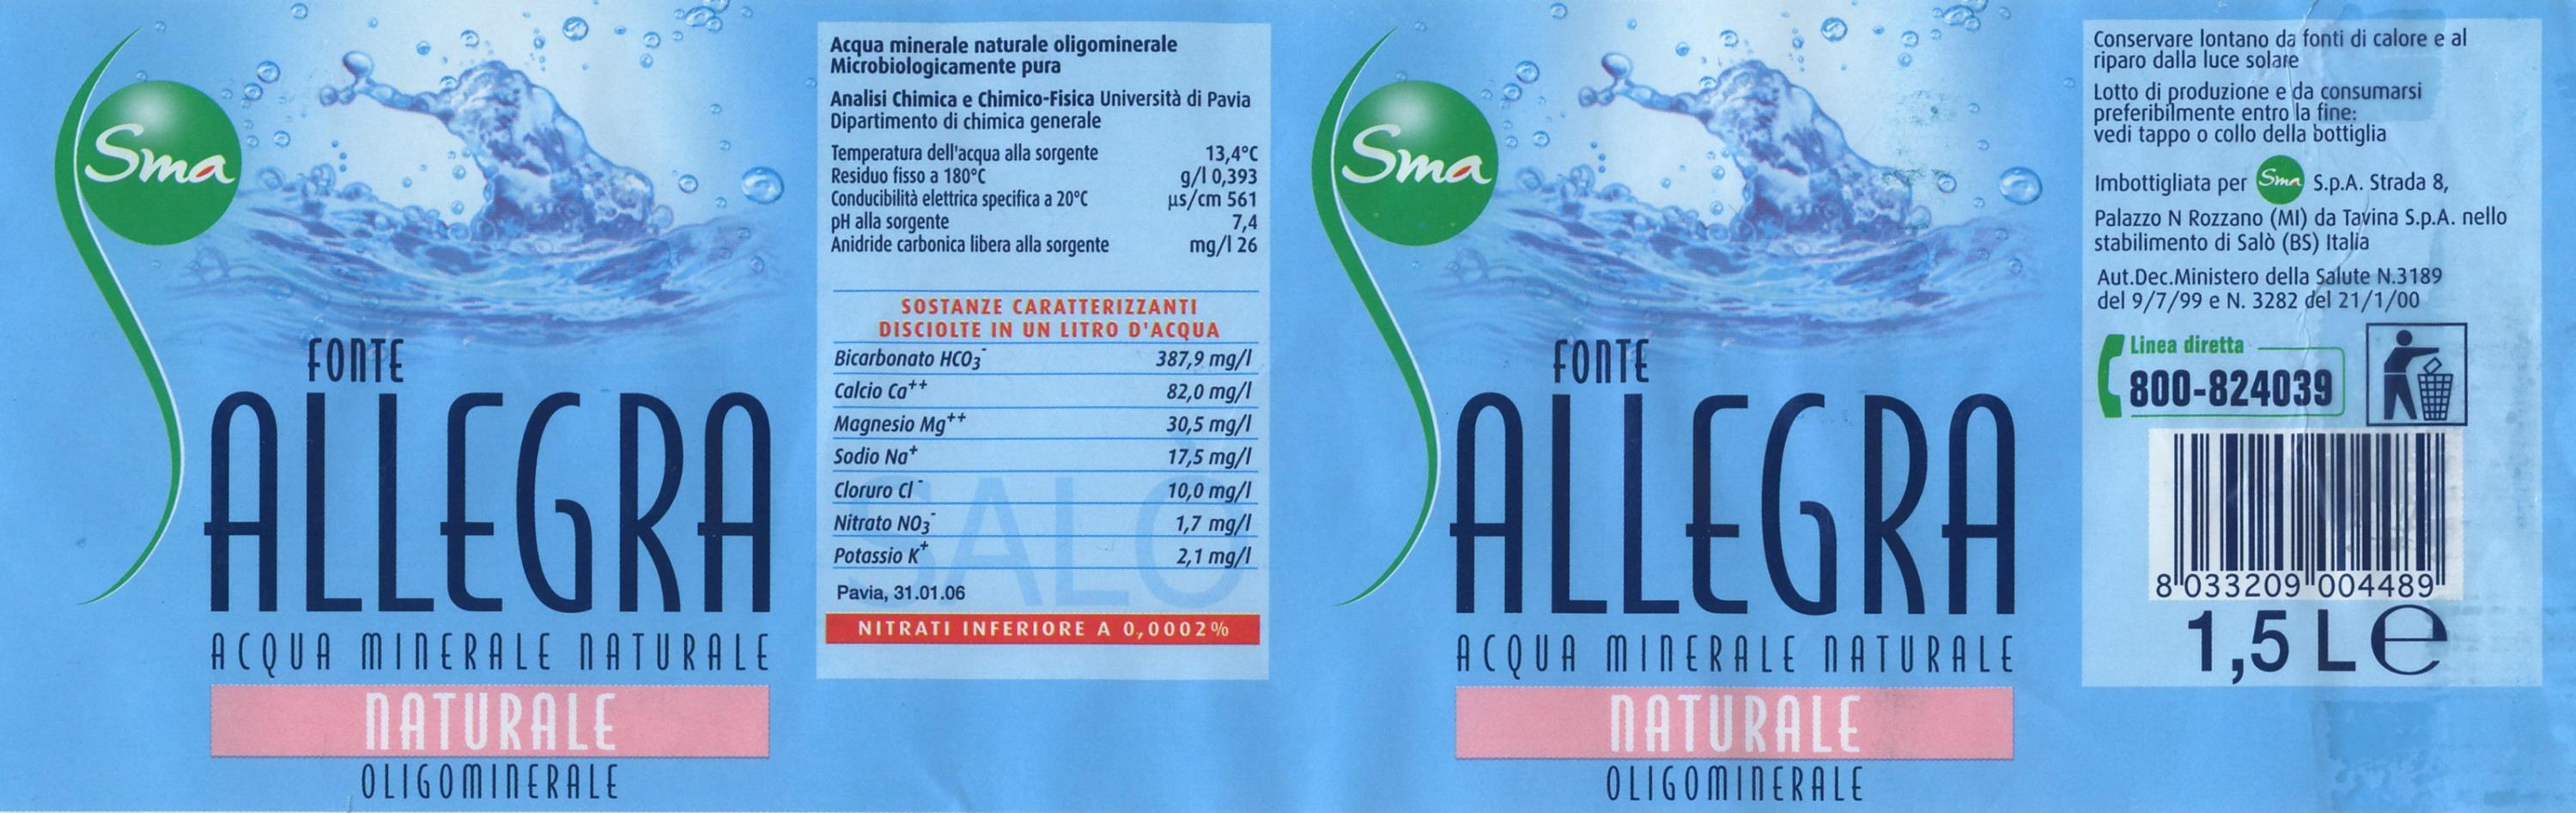 Sma
FONTE
ALLEGRA
ACQUA MINERALE NATURALE
NATURALE
OLIGOMINERALE
Acqua minerale naturale oligominerale
Microbiologicamente pura
Analisi Chimica e Chimico-Fisica Università di Pavia
Dipartimento di chimica generale
Temperatura dell'acqua alla sorgente 13,4°C
Residuo fisso a 180°C g/l 0,393
Conducibilità elettrica specifica a 20°C µs/cm 561
pH alla sorgente 7,4
Anidride carbonica libera alla sorgente mg/l 26
SOSTANZE CARATTERIZZANTI
DISCIOLTE IN UN LITRO D'ACQUA
Bicarbonato HCO3- 387,9 mg/l
Calcio Ca++ 82,0 mg/l
Magnesio Mg++ 30,5 mg/l
Sodio Na+ 17,5 mg/l
Cloruro Cl- 10,0 mg/l
Nitrato NO3- 1,7 mg/l
Potassio K+ 2,1 mg/l
SALÒ
Pavia, 31.01.06
NITRATI INFERIORE A 0,0002%
Sma
FONTE
ALLEGRA
ACQUA MINERALE NATURALE
NATURALE
OLIGOMINERALE
Conservare lontano da fonti di calore e al
riparo dalla luce solare
Lotto di produzione e da consumarsi
preferibilmente entro la fine:
vedi tappo o collo della bottiglia
Imbottigliata per Sma S.p.A. Strada 8,
Palazzo N Rozzano (MI) da Tavina S.p.A. nello
stabilimento di Salò (BS) Italia
Aut.Dec.Ministero della Salute N.3189
del 9/7/99 e N. 3282 del 21/1/00
Linea diretta
800-824039
8 033209 004489
1,5 L e